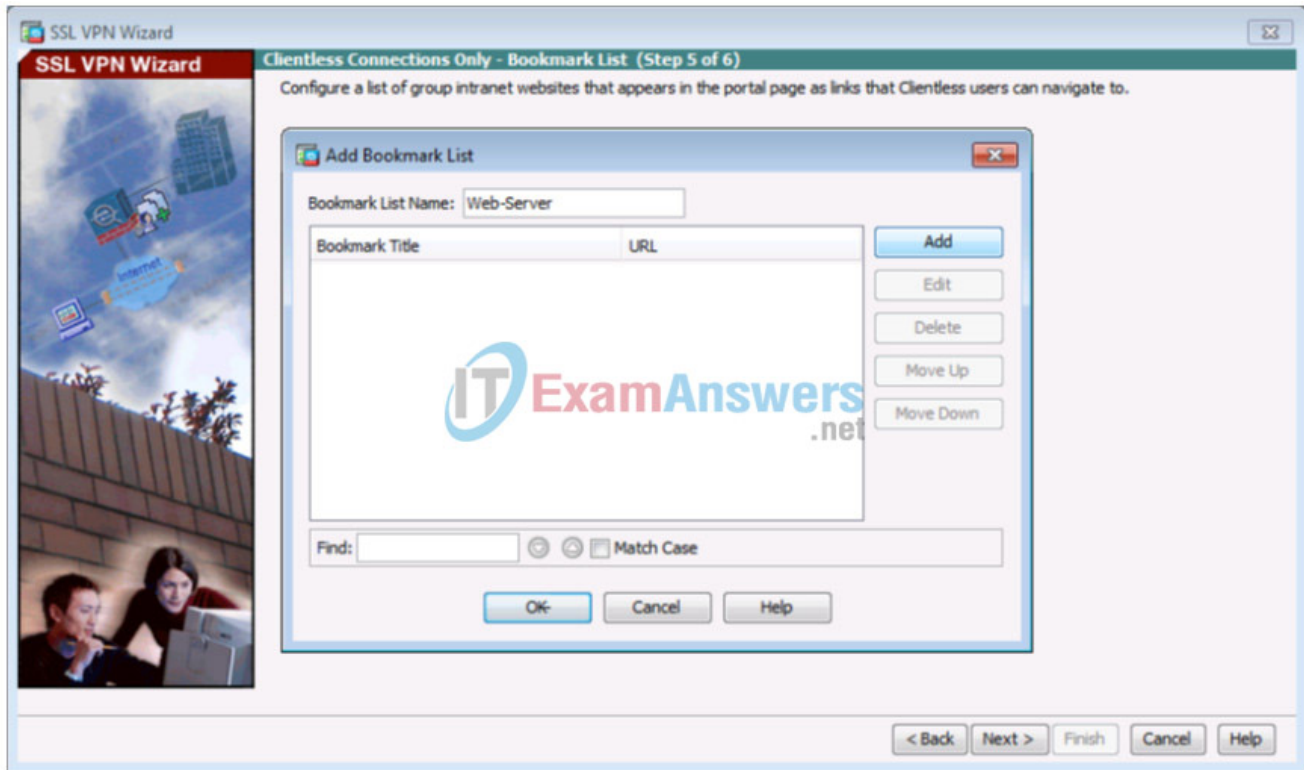 SSL VPN Wizard
SSL VPN Wizard
Clientless Connections Only - Bookmark List (Step 5 of 6)
Configure a list of group intranet websites that appears in the portal page as links that Clientless users can navigate to.
Internet
Add Bookmark List
Bookmark List Name: Web-Server
Bookmark Title URL
Add
Edit
Delete
Move Up
Move Down
ITExamAnswers
.net
Find: Match Case
OK Cancel Help
< Back Next > Finish Cancel Help